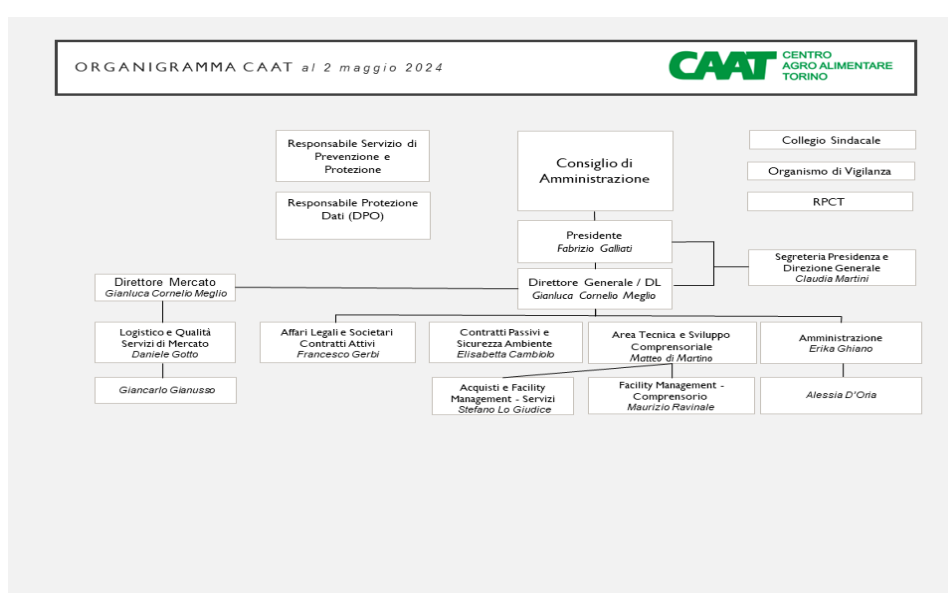 ORGANIGRAMMA CAAT al 2 maggio 2024
CAAT
CENTRO
AGRO ALIMENTARE
TORINO
Responsabile Servizio di
Prevenzione e
Protezione
Responsabile Protezione
Dati (DPO)
Consiglio di
Amministrazione
Collegio Sindacale
Organismo di Vigilanza
RPCT
Presidente
Fabrizio Galliati
Segreteria Presidenza e
Direzione Generale
Claudia Martini
Direttore Mercato
Gianluca Cornelio Meglio
Direttore Generale / DL
Gianluca Cornelio Meglio
Logistico e Qualità
Servizi di Mercato
Daniele Gotto
Affari Legali e Societari
Contratti Attivi
Francesco Gerbi
Contratti Passivi e
Sicurezza Ambiente
Elisabetta Cambiolo
Area Tecnica e Sviluppo
Comprensoriale
Matteo di Martino
Amministrazione
Erika Ghiano
Giancarlo Gianusso
Acquisti e Facility
Management - Servizi
Stefano Lo Giudice
Facility Management -
Comprensorio
Maurizio Ravinale
Alessia D'Oria